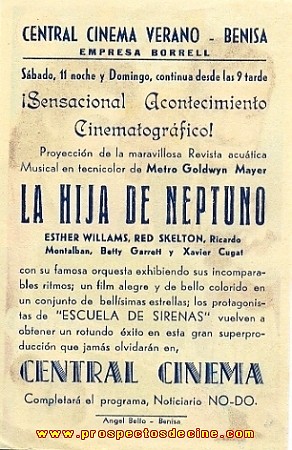 CENTRAL CINEMA VERANO - BENISA
EMPRESA BORRELL
Sábado, 11 noche y Domingo, continua desde las 9 tarde
¡Sensacional Acontecimiento
Cinematográfico!
Proyección de la maravillosa Revista acuática
Musical en tecnicolor de Metro Goldwyn Mayer
LA HIJA DE NEPTUNO
ESTHER WILLAMS, RED SKELTON, Ricardo
Montalban, Betty Garrett y Xavier Cugat
con su famosa orquesta exhibiendo sus incompara-
bles ritmos; un film alegre y de bello colorido en
un conjunto de bellísimas estrellas; los protagonis-
tas de "ESCUELA DE SIRENAS" vuelven a
obtener un rotundo éxito en esta gran superpro-
ducción que jamás olvidarán en,
CENTRAL CINEMA
Completará el programa, Noticiario NO-DO.
Angel Bello - Benisa
www.prospectosdecine.com